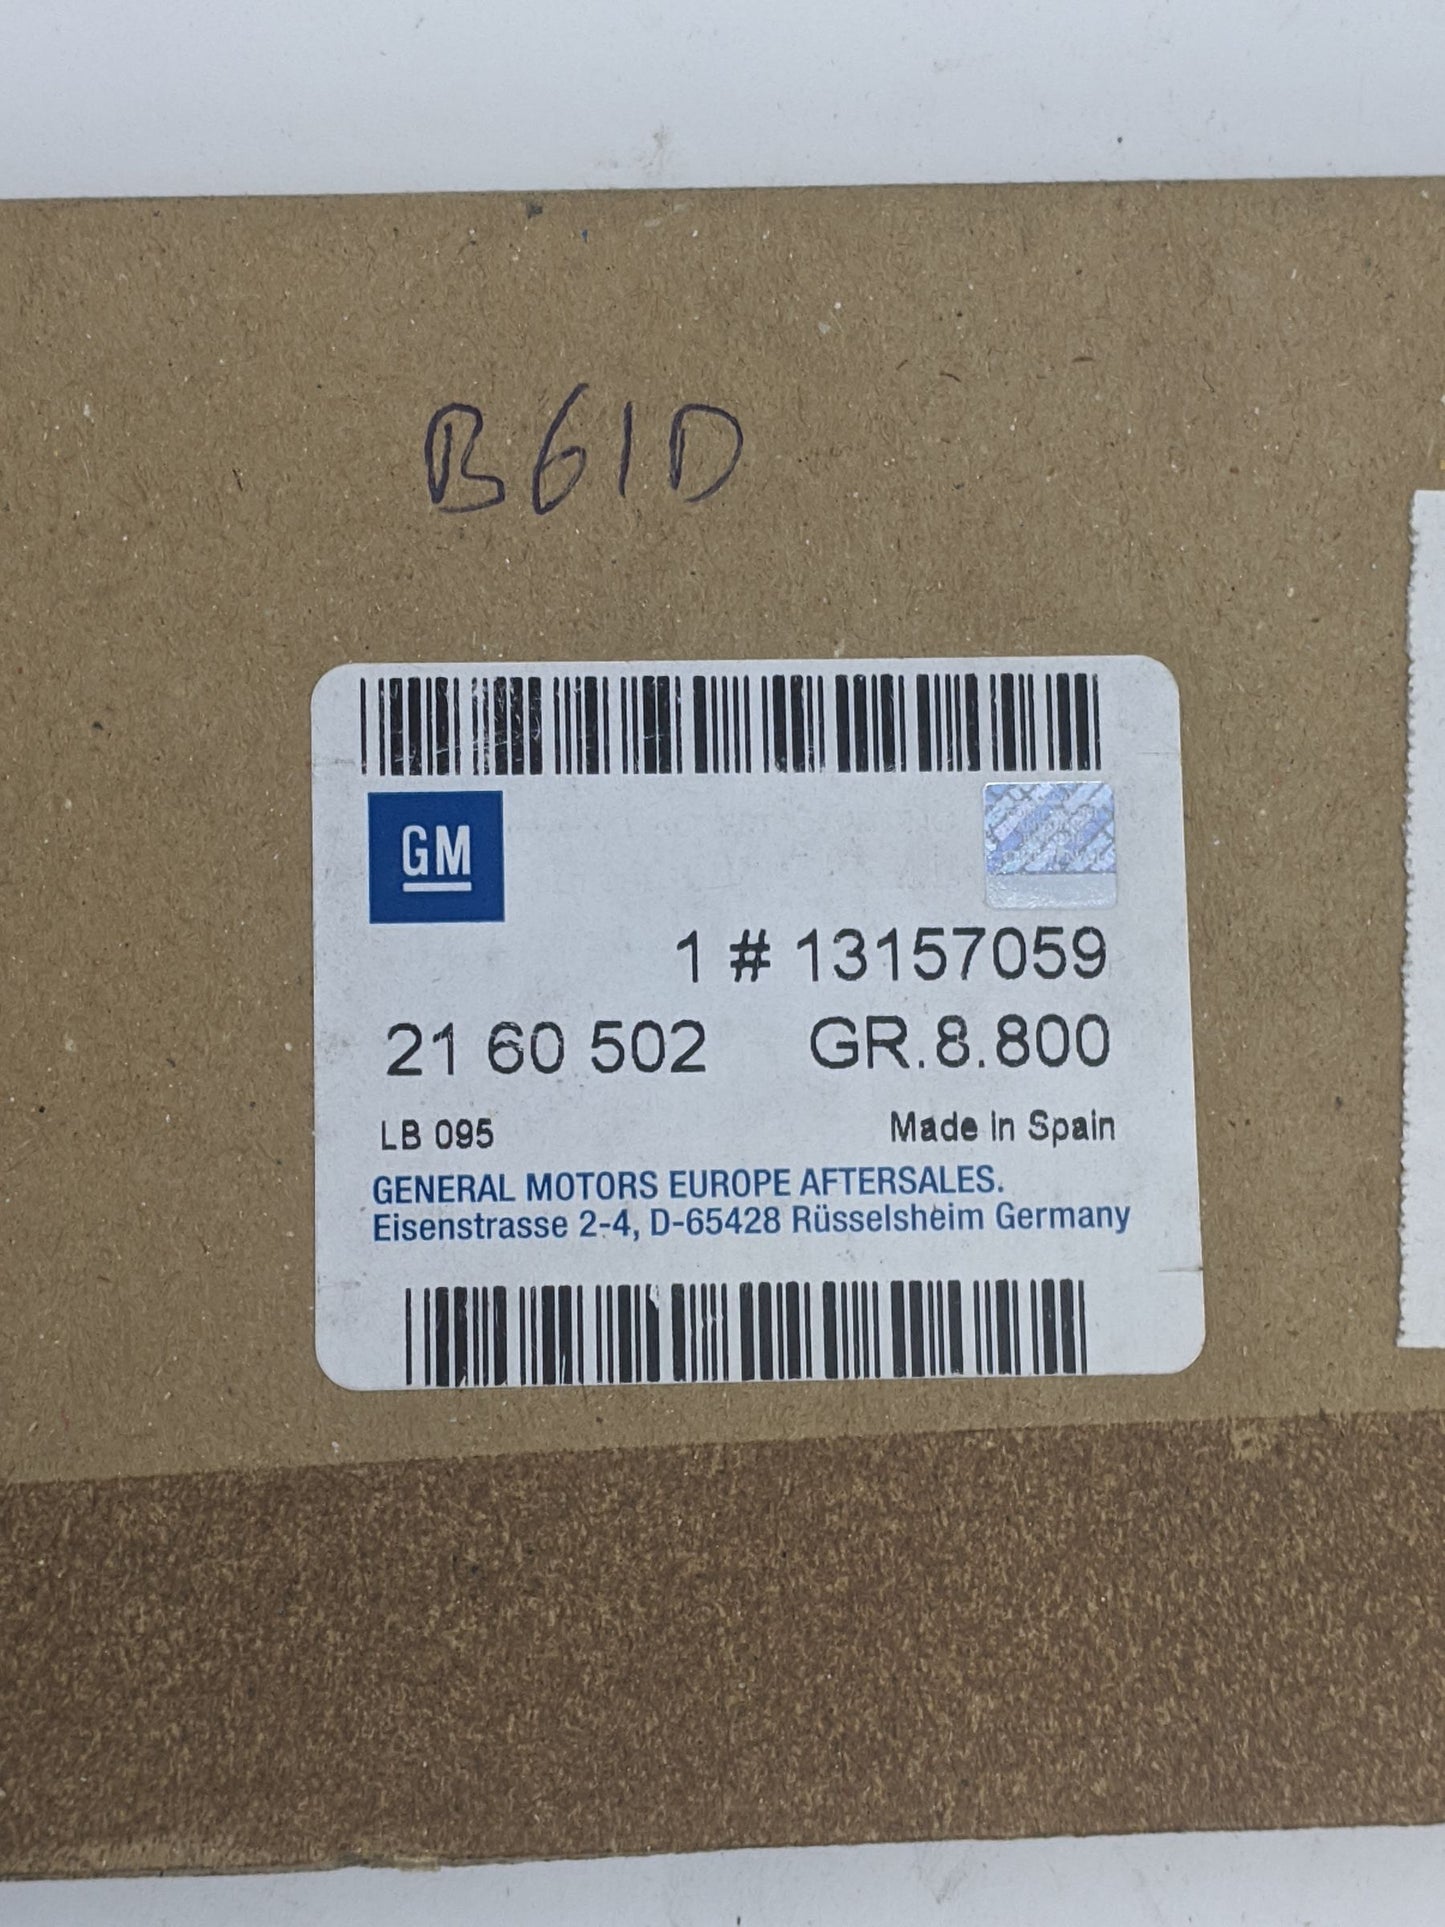 B61D
GM
1 # 13157059
21 60 502 GR.8.800
LB 095 Made in Spain
GENERAL MOTORS EUROPE AFTERSALES.
Eisenstrasse 2-4, D-65428 Rüsselsheim Germany